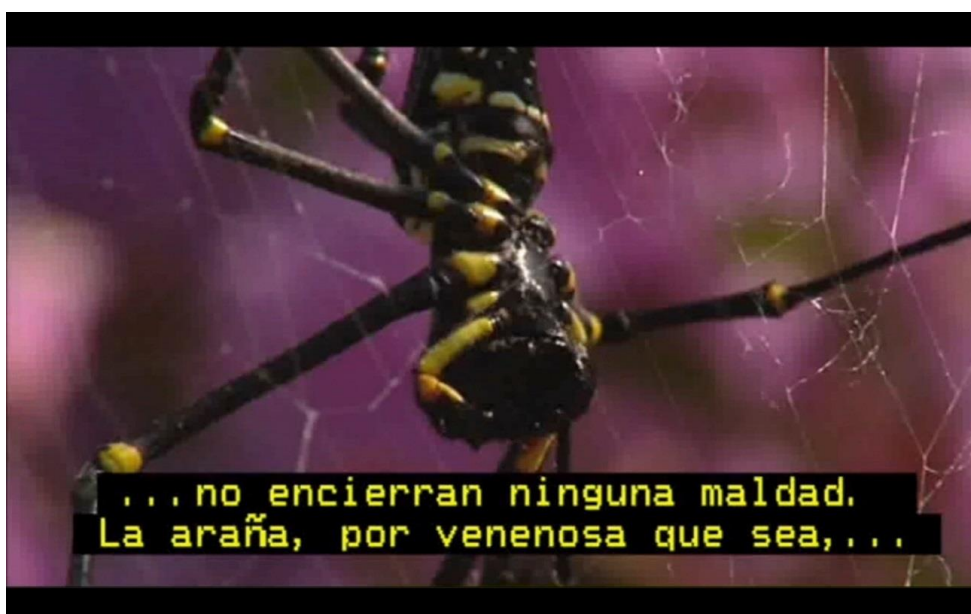 ...no encierran ninguna maldad.
La araña, por venenosa que sea,...